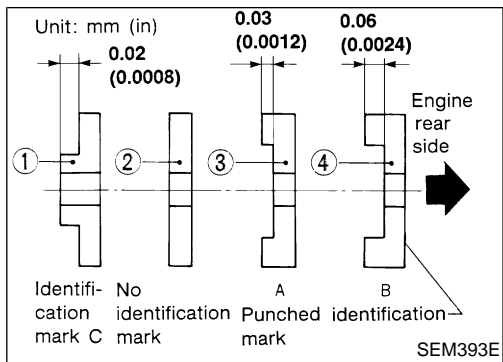 Unit: mm (in)
0.02
(0.0008)
0.03
(0.0012)
0.06
(0.0024)
Engine
rear
side
1 2 3 4
Identifi-
cation
mark C
No
identification
mark
A
Punched
mark
B
identification
SEM393E